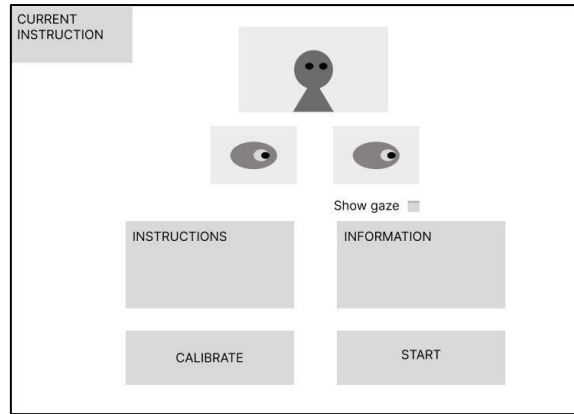 CURRENT
INSTRUCTION
Show gaze
INSTRUCTIONS
INFORMATION
CALIBRATE
START